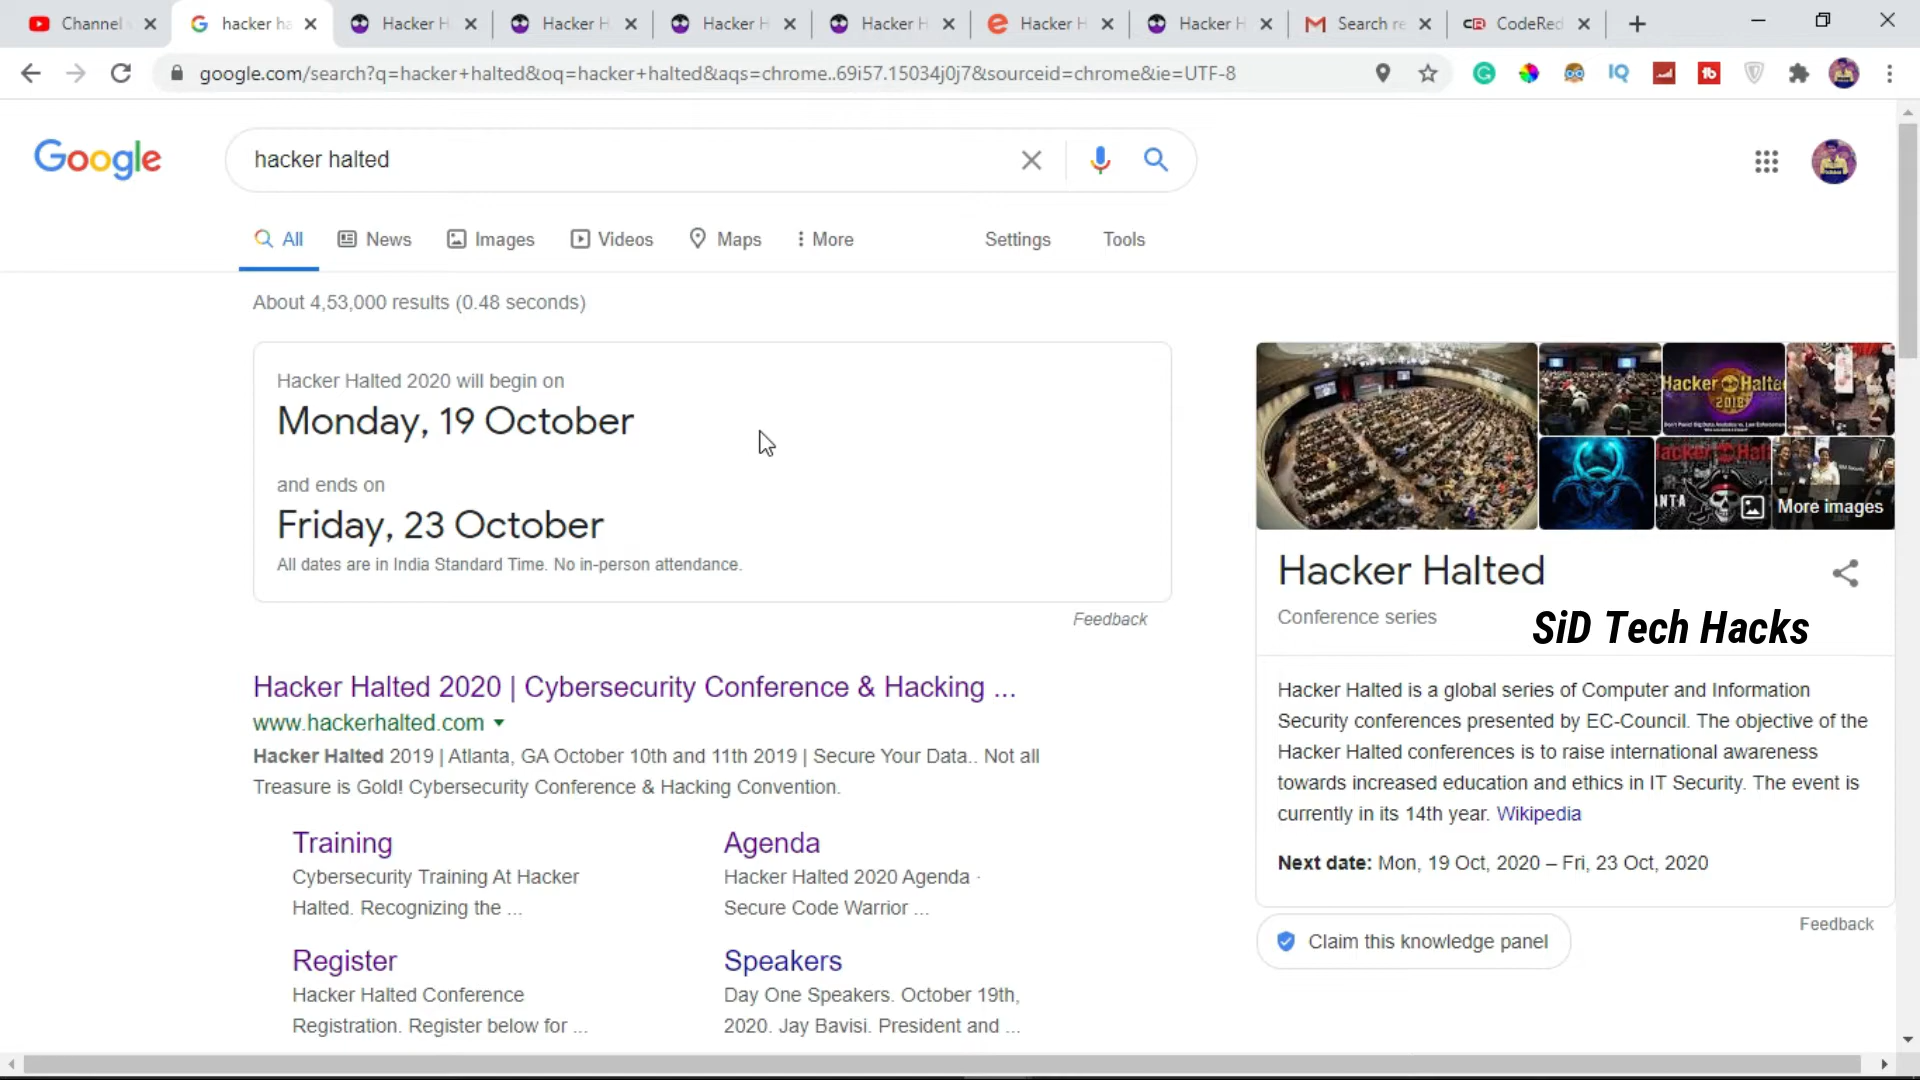 Channel
hacker ha
Hacker H
Hacker H
Hacker H
Hacker H
Hacker H
Hacker H
Search re
CodeRed
google.com/search?q=hacker+halted&oq=hacker+halted&aqs=chrome..69i57.15034j0j7&sourceid=chrome&ie=UTF-8
Google
hacker halted
All
News
Images
Videos
Maps
More
Settings
Tools
About 4,53,000 results (0.48 seconds)
Hacker Halted 2020 will begin on
Monday, 19 October
and ends on
Friday, 23 October
All dates are in India Standard Time. No in-person attendance.
Feedback
Hacker Halted 2020 | Cybersecurity Conference & Hacking ...
www.hackerhalted.com
Hacker Halted 2019 | Atlanta, GA October 10th and 11th 2019 | Secure Your Data.. Not all
Treasure is Gold! Cybersecurity Conference & Hacking Convention.
Training
Cybersecurity Training At Hacker
Halted. Recognizing the ...
Agenda
Hacker Halted 2020 Agenda ·
Secure Code Warrior ...
Register
Hacker Halted Conference
Registration. Register below for ...
Speakers
Day One Speakers. October 19th,
2020. Jay Bavisi. President and ...
More images
Hacker Halted
Conference series
SiD Tech Hacks
Hacker Halted is a global series of Computer and Information
Security conferences presented by EC-Council. The objective of the
Hacker Halted conferences is to raise international awareness
towards increased education and ethics in IT Security. The event is
currently in its 14th year. Wikipedia
Next date: Mon, 19 Oct, 2020 – Fri, 23 Oct, 2020
Feedback
Claim this knowledge panel